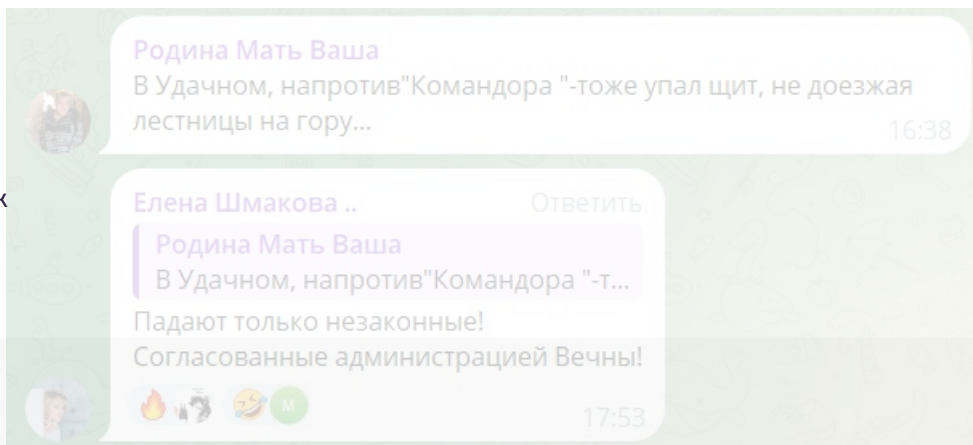 Родина Мать Ваша
В Удачном, напротив"Командора "-тоже упал щит, не доезжая
лестницы на гору...
16:38
к
Елена Шмакова .. Ответить
Родина Мать Ваша
В Удачном, напротив"Командора "-т...
Падают только незаконные!
Согласованные администрацией Вечны!
М
17:53